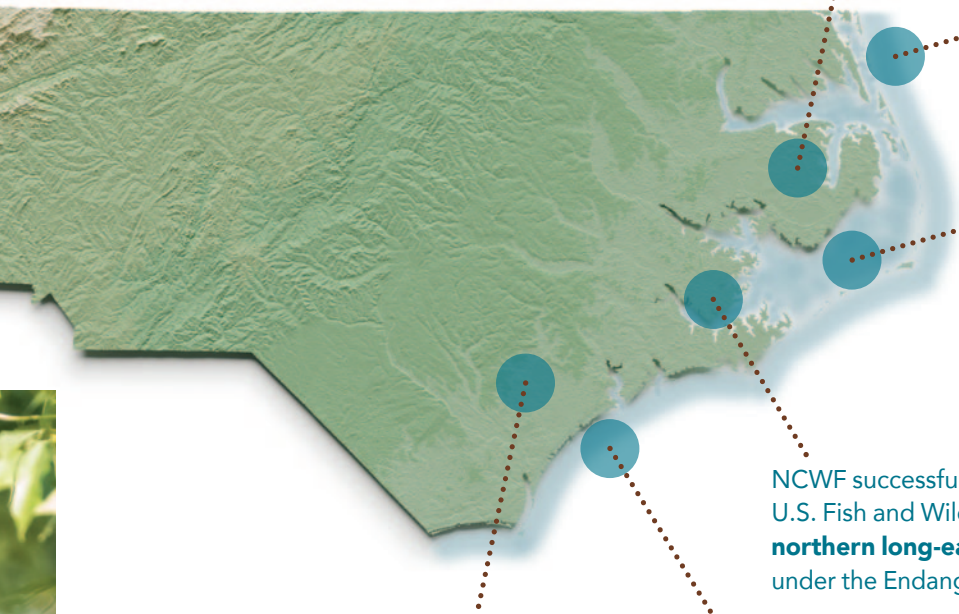 NCWF successfu
U.S. Fish and Wil
northern long-ea
under the Endang